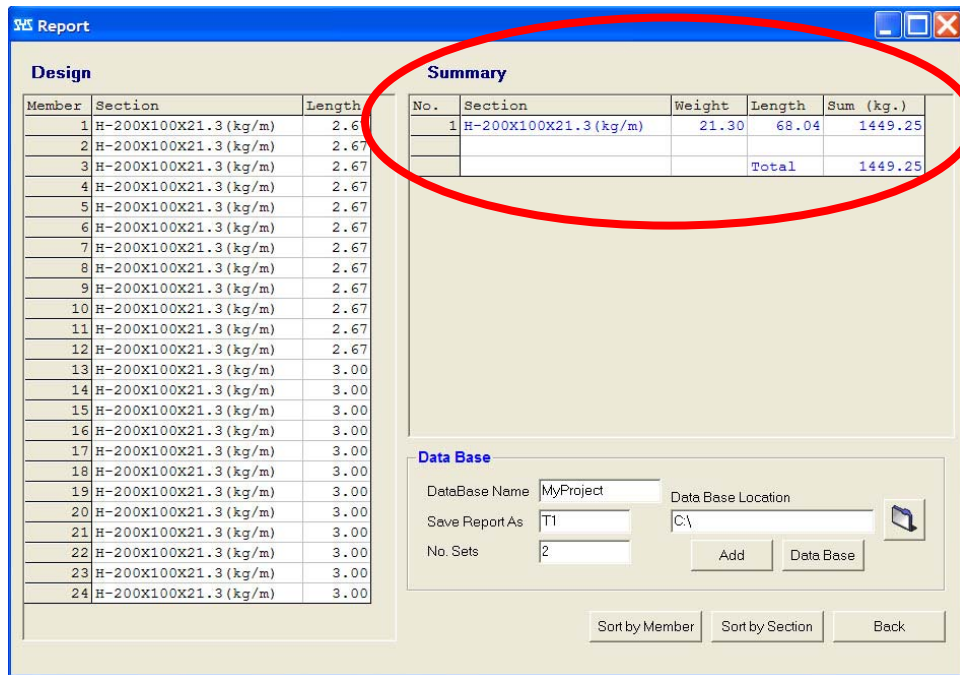 SYS Report
Design
Member Section Length
1 H-200X100X21.3(kg/m) 2.67
2 H-200X100X21.3(kg/m) 2.67
3 H-200X100X21.3(kg/m) 2.67
4 H-200X100X21.3(kg/m) 2.67
5 H-200X100X21.3(kg/m) 2.67
6 H-200X100X21.3(kg/m) 2.67
7 H-200X100X21.3(kg/m) 2.67
8 H-200X100X21.3(kg/m) 2.67
9 H-200X100X21.3(kg/m) 2.67
10 H-200X100X21.3(kg/m) 2.67
11 H-200X100X21.3(kg/m) 2.67
12 H-200X100X21.3(kg/m) 2.67
13 H-200X100X21.3(kg/m) 3.00
14 H-200X100X21.3(kg/m) 3.00
15 H-200X100X21.3(kg/m) 3.00
16 H-200X100X21.3(kg/m) 3.00
17 H-200X100X21.3(kg/m) 3.00
18 H-200X100X21.3(kg/m) 3.00
19 H-200X100X21.3(kg/m) 3.00
20 H-200X100X21.3(kg/m) 3.00
21 H-200X100X21.3(kg/m) 3.00
22 H-200X100X21.3(kg/m) 3.00
23 H-200X100X21.3(kg/m) 3.00
24 H-200X100X21.3(kg/m) 3.00
Summary
No. Section Weight Length Sum (kg.)
1 H-200X100X21.3(kg/m) 21.30 68.04 1449.25
Total 1449.25
Data Base
DataBase Name MyProject
Data Base Location
Save Report As T1
C:\
No. Sets 2
Add Data Base
Sort by Member Sort by Section Back